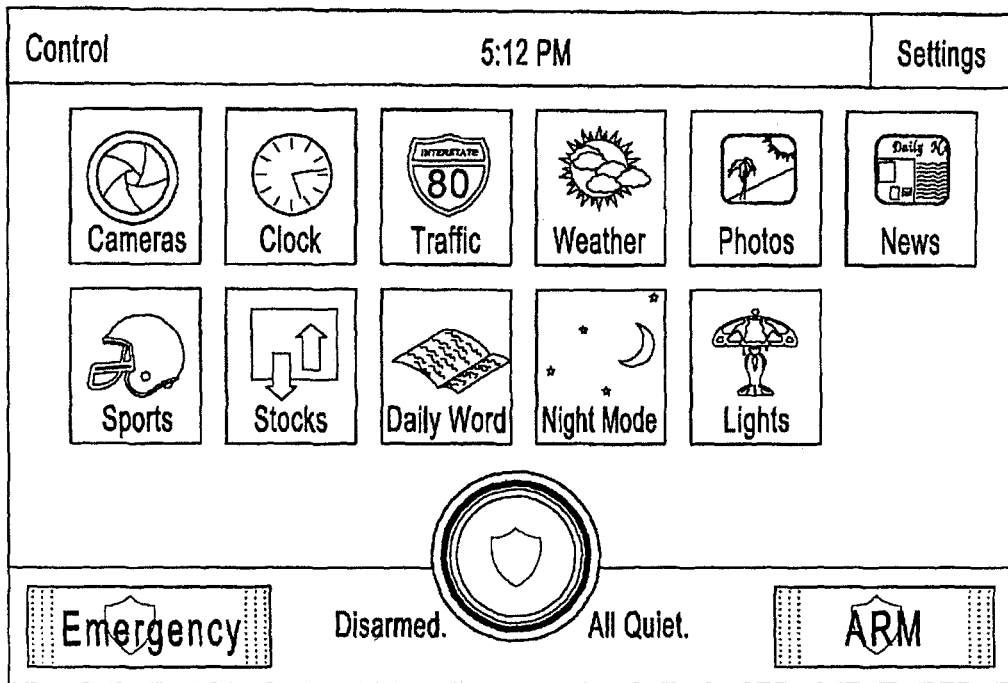 Control 5:12 PM Settings
INTERSTATE
80
Daily
Cameras Clock Traffic Weather Photos News
Sports Stocks Daily Word Night Mode Lights
Emergency Disarmed. All Quiet. ARM